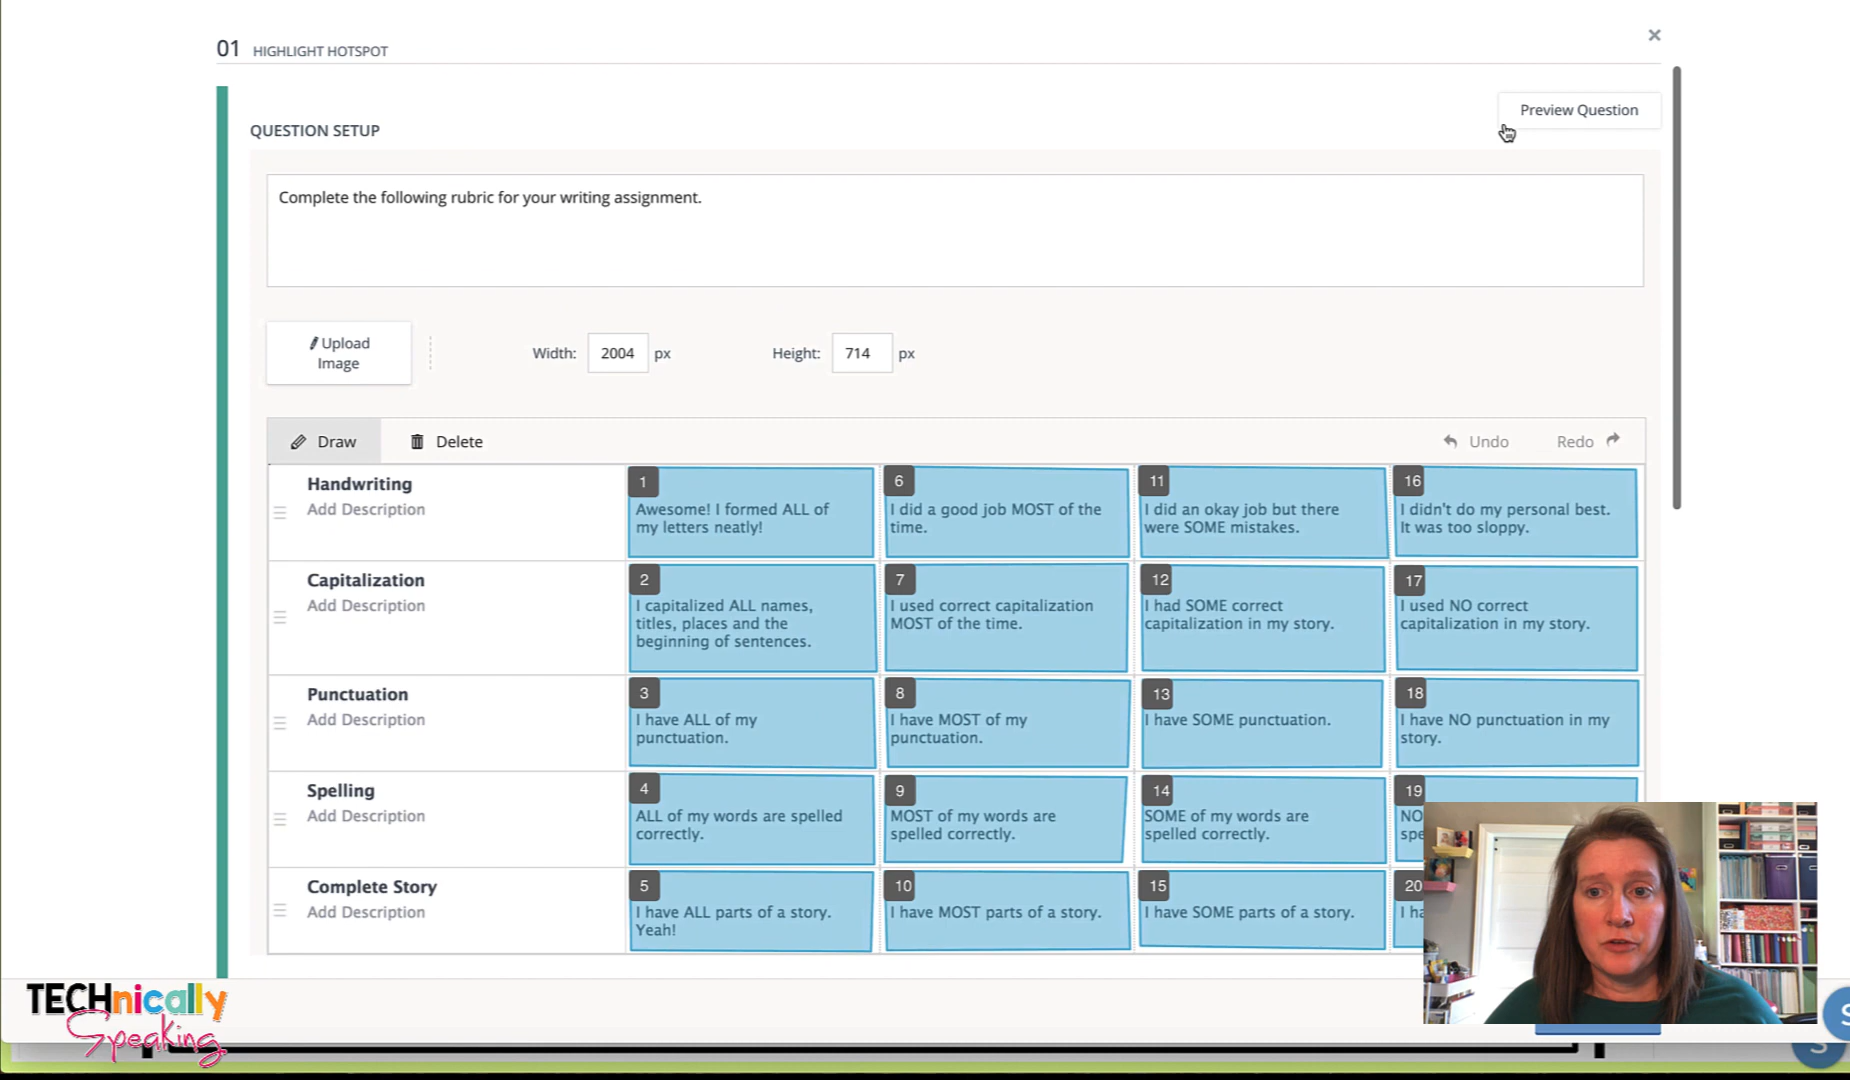 01 HIGHLIGHT HOTSPOT
Preview Question
QUESTION SETUP
Complete the following rubric for your writing assignment.
Upload
Image
Width: 2004 px Height: 714 px
Draw Delete Undo Redo
Handwriting
Add Description
1
Awesome! I formed ALL of
my letters neatly!
6
I did a good job MOST of the
time.
11
I did an okay job but there
were SOME mistakes.
16
I didn't do my personal best.
It was too sloppy.
Capitalization
Add Description
2
I capitalized ALL names,
titles, places and the
beginning of sentences.
7
I used correct capitalization
MOST of the time.
12
I had SOME correct
capitalization in my story.
17
I used NO correct
capitalization in my story.
Punctuation
Add Description
3
I have ALL of my
punctuation.
8
I have MOST of my
punctuation.
13
I have SOME punctuation.
18
I have NO punctuation in my
story.
Spelling
Add Description
4
ALL of my words are spelled
correctly.
9
MOST of my words are
spelled correctly.
14
SOME of my words are
spelled correctly.
19
NO
Complete Story
Add Description
5
I have ALL parts of a story.
Yeah!
10
I have MOST parts of a story.
15
I have SOME parts of a story.
20
I
TECHnically
Speaking